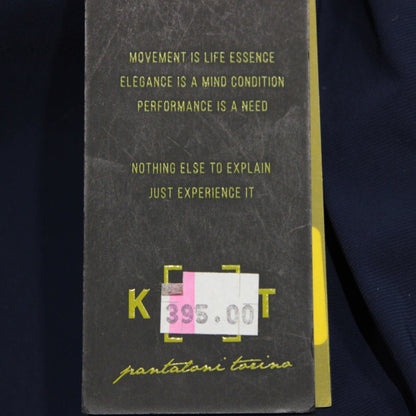 MOVEMENT IS LIFE ESSENCE
ELEGANCE IS A MIND CONDITION
PERFORMANCE IS A NEED
NOTHING ELSE TO EXPLAIN
JUST EXPERIENCE IT
K [ ] T
395.00
pantaloni torino